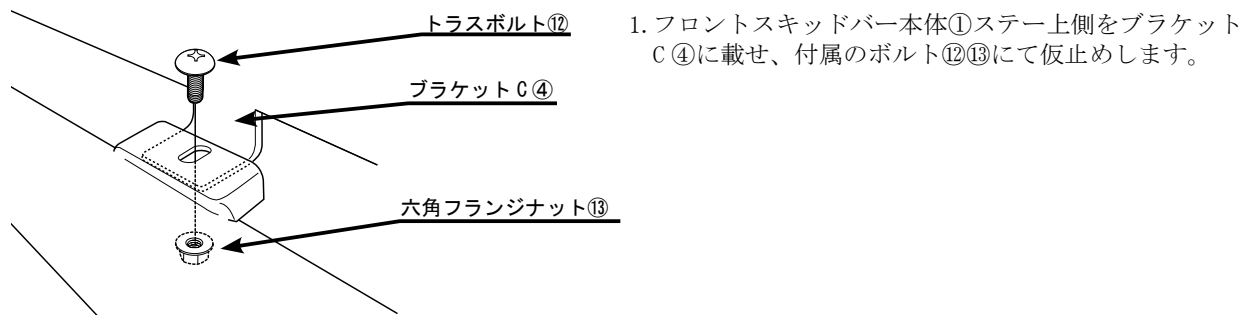 トラスボルト⑫
ブラケットC④
六角フランジナット⑬
1.フロントスキッドバー本体①ステー上側をブラケット
C④に載せ、付属のボルト⑫⑬にて仮止めします。